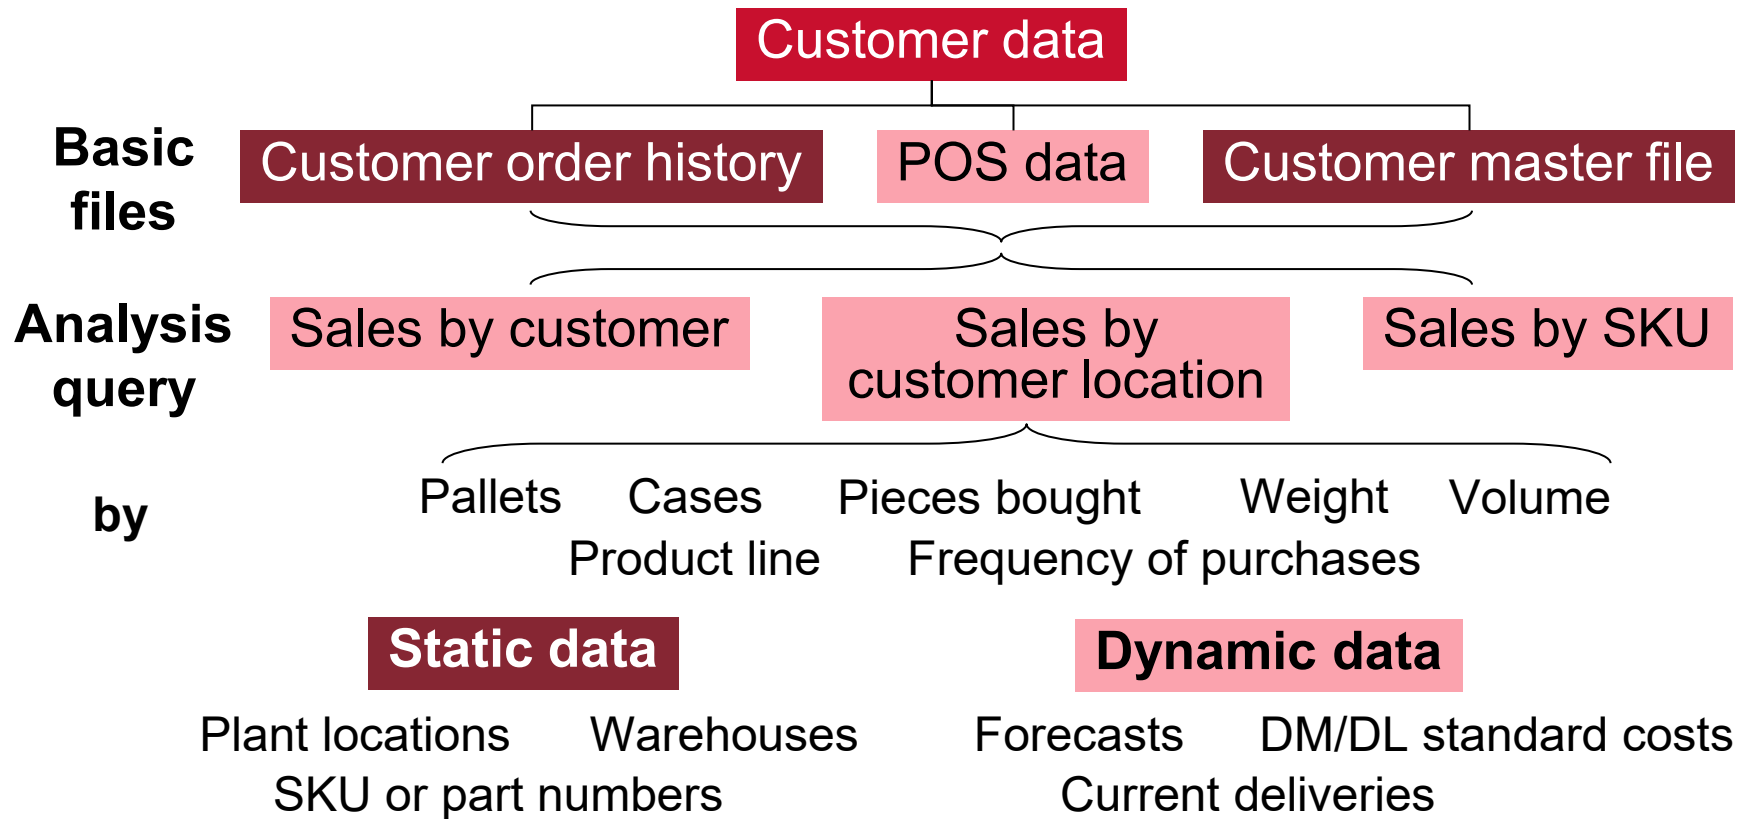 Customer data
Basic
files
Customer order history
POS data
Customer master file
Analysis
query
Sales by customer
Sales by
customer location
Sales by SKU
by
Pallets
Cases
Pieces bought
Weight
Volume
Product line
Frequency of purchases
Static data
Plant locations
Warehouses
SKU or part numbers
Dynamic data
Forecasts
DM/DL standard costs
Current deliveries